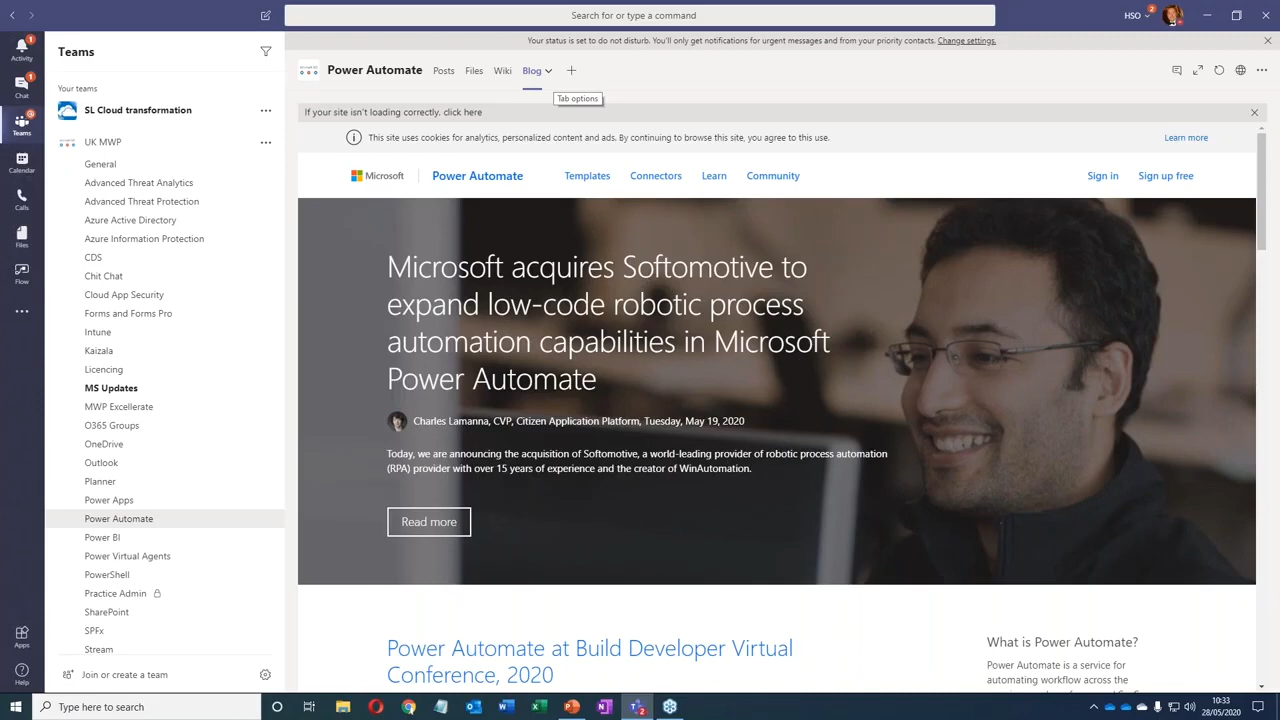 Search for or type a command
HSO
2
Your status is set to do not disturb. You'll only get notifications for urgent messages and from your priority contacts. Change settings.
1
Activity
1
Chat
3
Teams
Calendar
Calls
Files
Flow
Apps
Help
Teams
Your teams
SL Cloud transformation
UK MWP
General
Advanced Threat Analytics
Advanced Threat Protection
Azure Active Directory
Azure Information Protection
CDS
Chit Chat
Cloud App Security
Forms and Forms Pro
Intune
Kaizala
Licencing
MS Updates
MWP Excellerate
O365 Groups
OneDrive
Outlook
Planner
Power Apps
Power Automate
Power BI
Power Virtual Agents
PowerShell
Practice Admin
SharePoint
SPFx
Stream
Join or create a team
Power Automate Posts Files Wiki Blog
Tab options
If your site isn't loading correctly, click here
This site uses cookies for analytics, personalized content and ads. By continuing to browse this site, you agree to this use. Learn more
Microsoft Power Automate Templates Connectors Learn Community Sign in Sign up free
Microsoft acquires Softomotive to
expand low-code robotic process
automation capabilities in Microsoft
Power Automate
Charles Lamanna, CVP, Citizen Application Platform, Tuesday, May 19, 2020
Today, we are announcing the acquisition of Softomotive, a world-leading provider of robotic process automation
(RPA) provider with over 15 years of experience and the creator of WinAutomation.
Read more
Power Automate at Build Developer Virtual
Conference, 2020
What is Power Automate?
Power Automate is a service for
automating workflow across the
Type here to search
10:33
28/05/2020